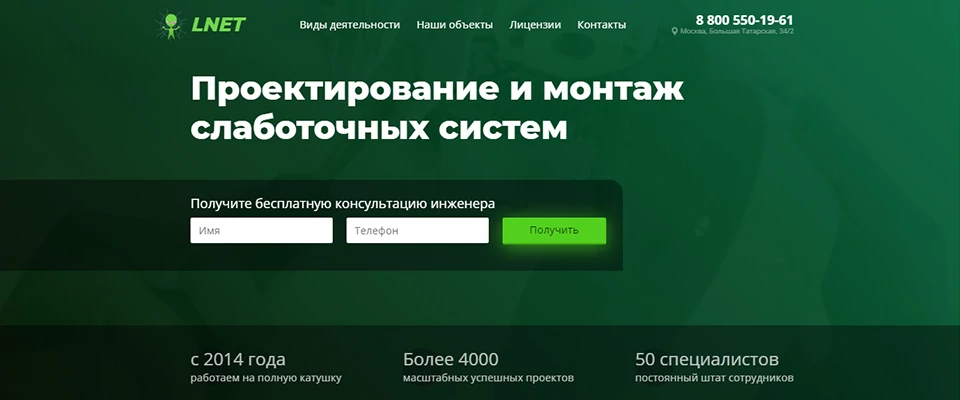 LNET
Виды деятельности
Наши объекты
Лицензии
Контакты
8 800 550-19-61
Москва, Большая Татарская, 34/2
Проектирование и монтаж
слаботочных систем
Получите бесплатную консультацию инженера
Имя
Телефон
Получить
с 2014 года
работаем на полную катушку
Более 4000
масштабных успешных проектов
50 специалистов
постоянный штат сотрудников